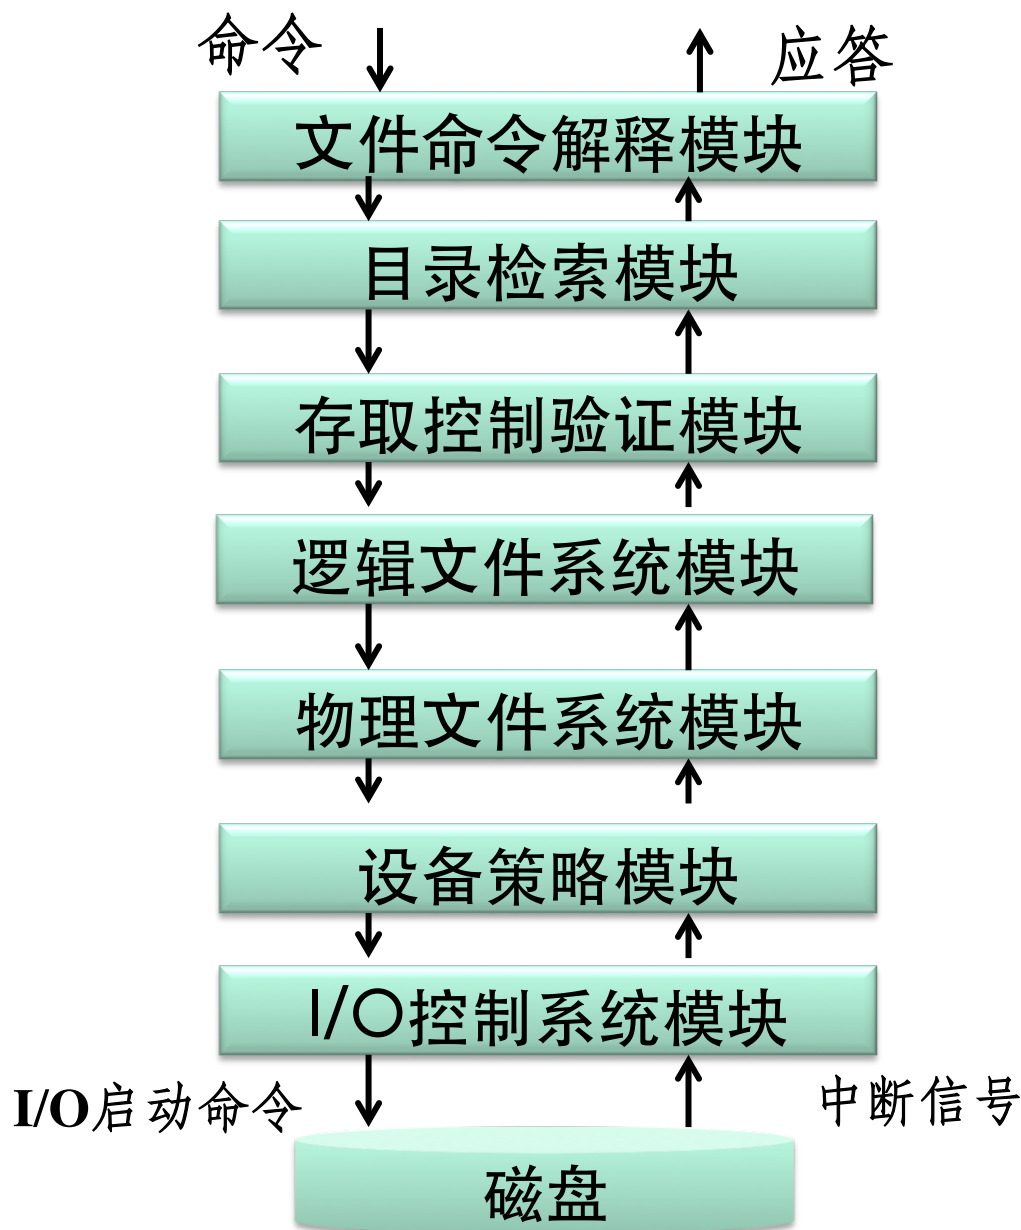 命令
应答
文件命令解释模块
目录检索模块
存取控制验证模块
逻辑文件系统模块
物理文件系统模块
设备策略模块
I/O控制系统模块
I/O启动命令
中断信号
磁盘